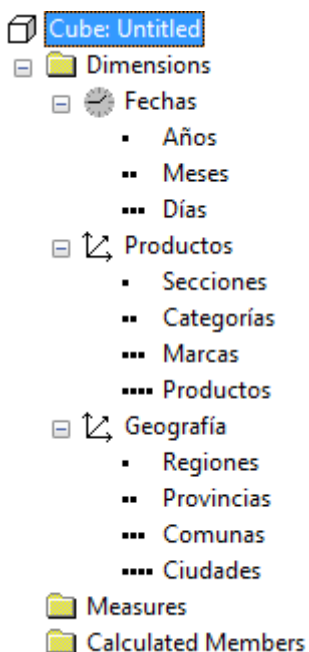 Cube: Untitled
Dimensions
Fechas
Años
Meses
Días
Productos
Secciones
Categorías
Marcas
Productos
Geografía
Regiones
Provincias
Comunas
Ciudades
Measures
Calculated Members